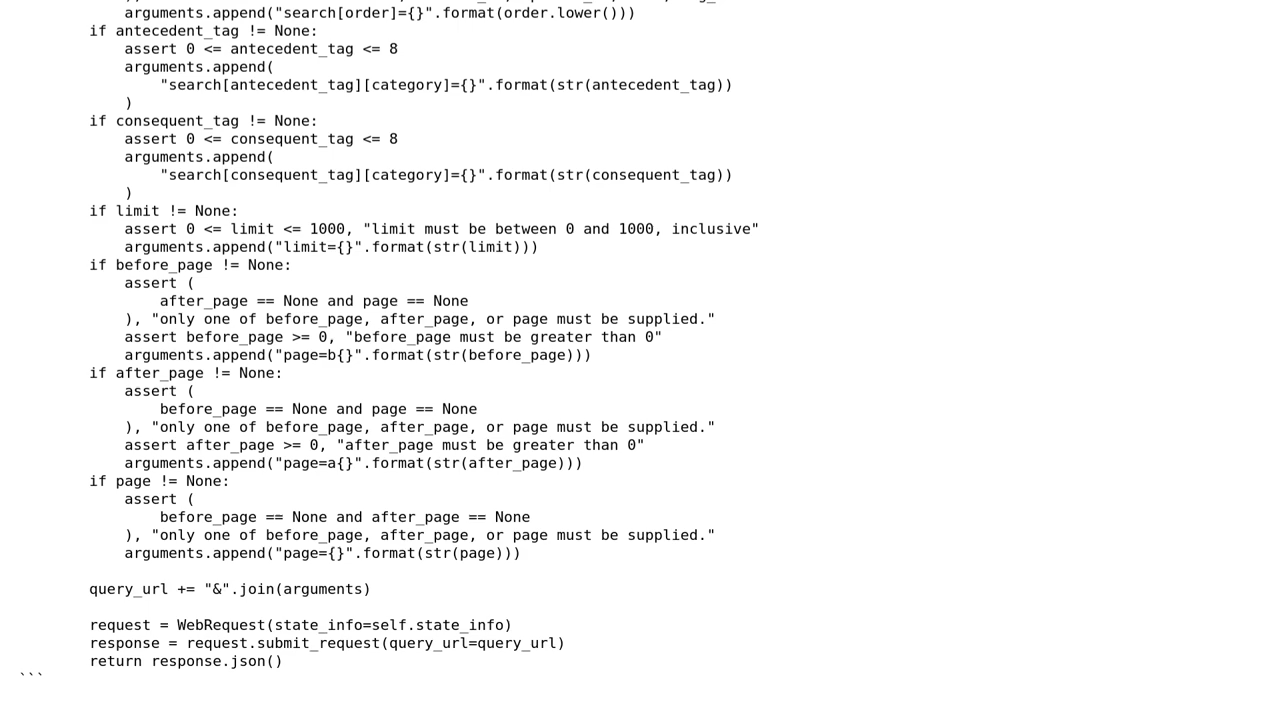 arguments.append("search[order]={}".format(order.lower()))
        if antecedent_tag != None:
            assert 0 <= antecedent_tag <= 8
            arguments.append(
                "search[antecedent_tag][category]={}".format(str(antecedent_tag))
            )
        if consequent_tag != None:
            assert 0 <= consequent_tag <= 8
            arguments.append(
                "search[consequent_tag][category]={}".format(str(consequent_tag))
            )
        if limit != None:
            assert 0 <= limit <= 1000, "limit must be between 0 and 1000, inclusive"
            arguments.append("limit={}".format(str(limit)))
        if before_page != None:
            assert (
                after_page == None and page == None
            ), "only one of before_page, after_page, or page must be supplied."
            assert before_page >= 0, "before_page must be greater than 0"
            arguments.append("page=b{}".format(str(before_page)))
        if after_page != None:
            assert (
                before_page == None and page == None
            ), "only one of before_page, after_page, or page must be supplied."
            assert after_page >= 0, "after_page must be greater than 0"
            arguments.append("page=a{}".format(str(after_page)))
        if page != None:
            assert (
                before_page == None and after_page == None
            ), "only one of before_page, after_page, or page must be supplied."
            arguments.append("page={}".format(str(page)))

        query_url += "&".join(arguments)

        request = WebRequest(state_info=self.state_info)
        response = request.submit_request(query_url=query_url)
        return response.json()
```